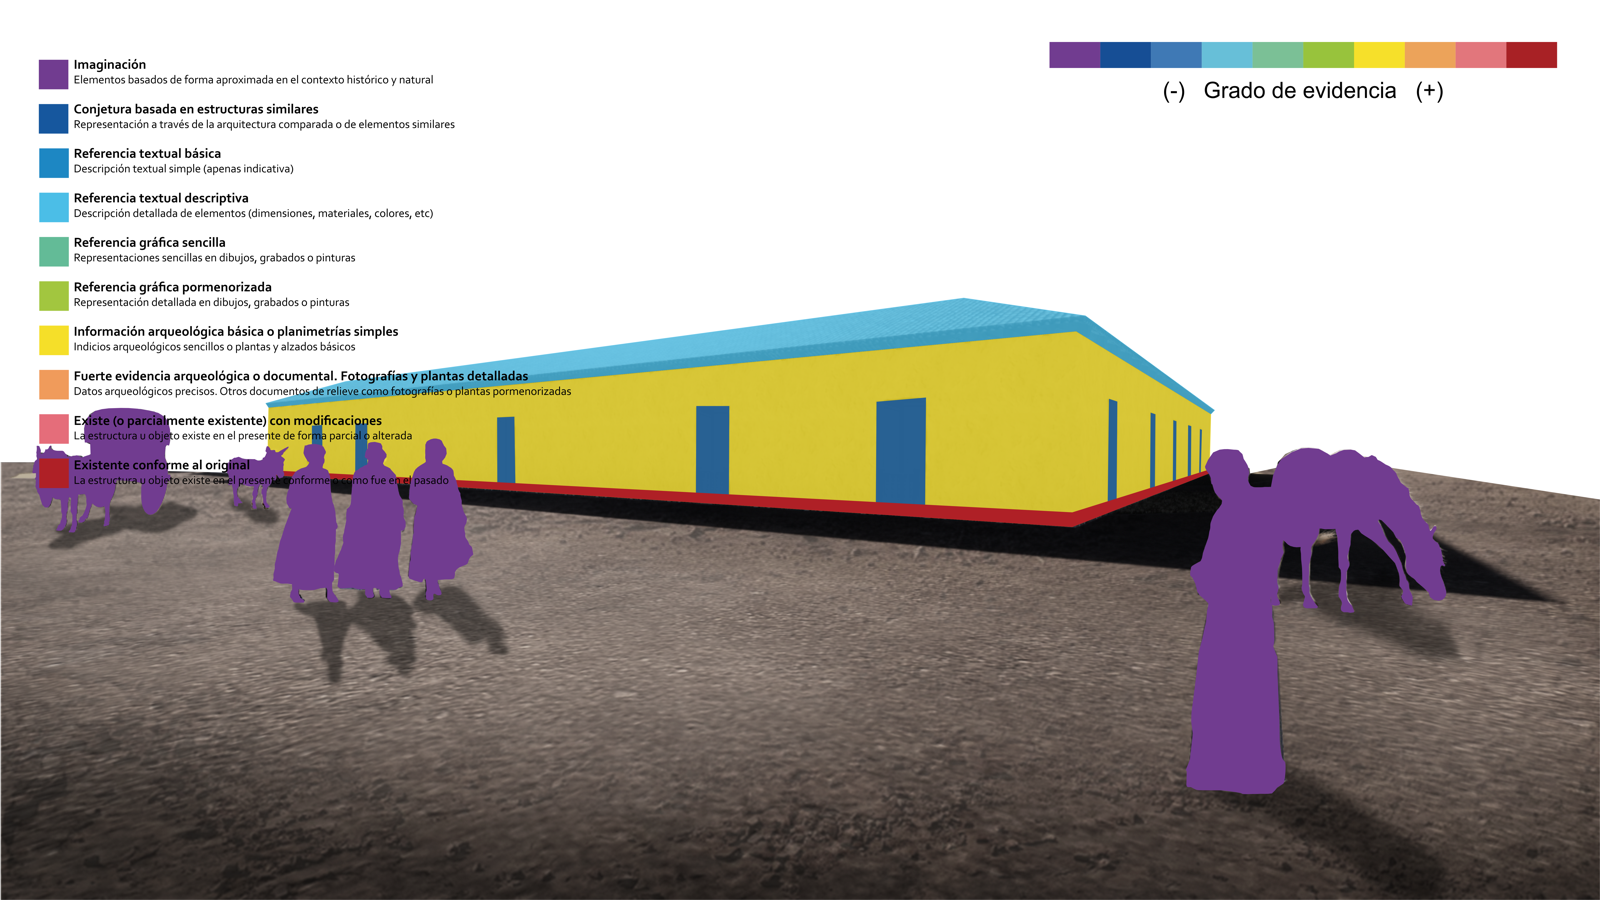 Imaginación
Elementos basados de forma aproximada en el contexto histórico y natural
Conjetura basada en estructuras similares
Representación a través de la arquitectura comparada o de elementos similares
Referencia textual básica
Descripción textual simple (apenas indicativa)
Referencia textual descriptiva
Descripción detallada de elementos (dimensiones, materiales, colores, etc)
Referencia gráfica sencilla
Representaciones sencillas en dibujos, grabados o pinturas
Referencia gráfica pormenorizada
Representación detallada en dibujos, grabados o pinturas
Información arqueológica básica o planimetrías simples
Indicios arqueológicos sencillos o plantas y alzados básicos
Fuerte evidencia arqueológica o documental. Fotografías y plantas detalladas
Datos arqueológicos precisos. Otros documentos de relieve como fotografías o plantas pormenorizadas
Existe (o parcialmente existente) con modificaciones
La estructura u objeto existe en el presente de forma parcial o alterada
Existente conforme al original
La estructura u objeto existe en el presente conforme o como fue en el pasado
(-) Grado de evidencia (+)